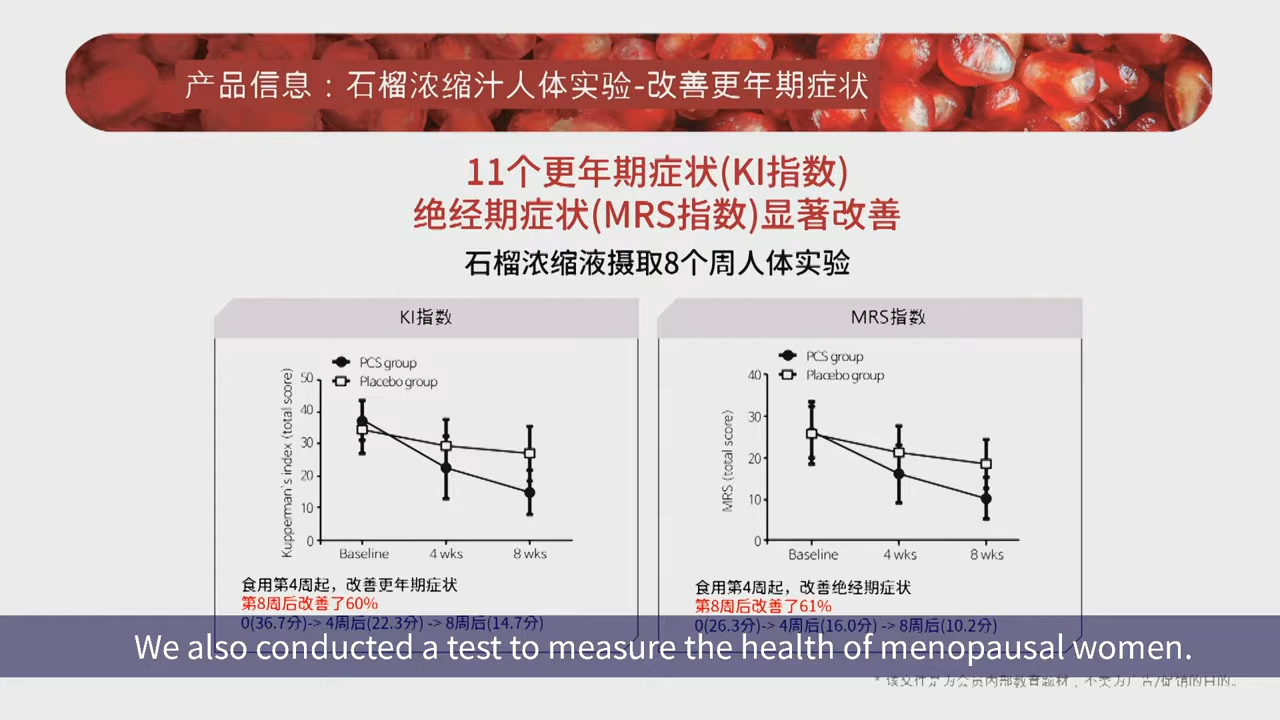 产品信息：石榴浓缩汁人体实验-改善更年期症状
11个更年期症状(KI指数)
绝经期症状(MRS指数)显著改善
石榴浓缩液摄取8个周人体实验
KI指数
PCS group
Placebo group
Kupperman`s index (total score)
50
40
30
20
10
0
Baseline 4 wks 8 wks
食用第4周起，改善更年期症状
第8周后改善了60%
0(36.7分)-> 4周后(22.3分) -> 8周后(14.7分)
MRS指数
PCS group
Placebo group
MRS (total score)
40
30
20
10
0
Baseline 4 wks 8 wks
食用第4周起，改善绝经期症状
第8周后改善了61%
0(26.3分)-> 4周后(16.0分) -> 8周后(10.2分)
We also conducted a test to measure the health of menopausal women.